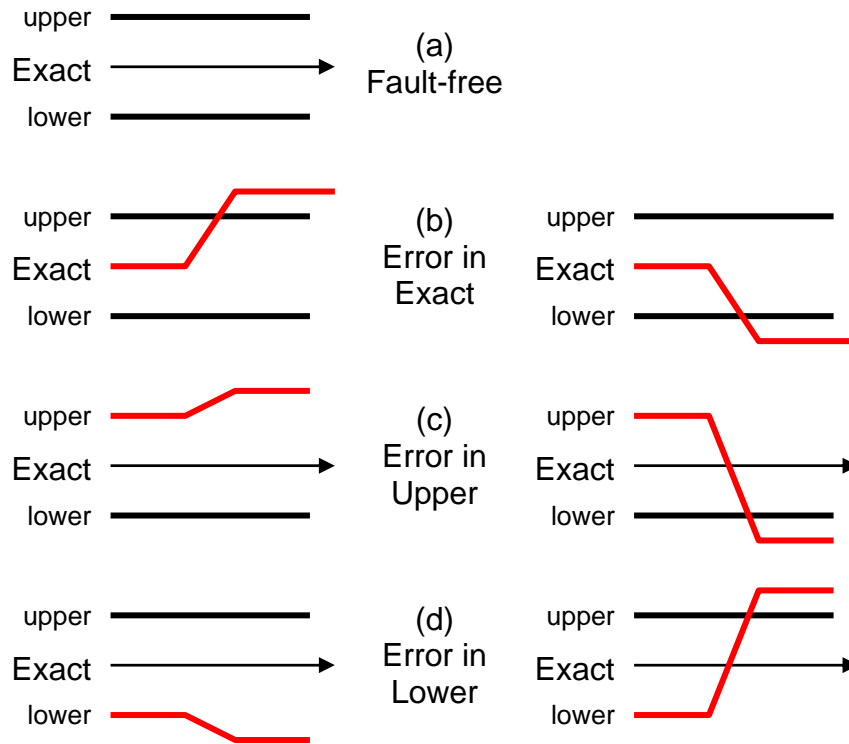 upper
Exact
lower
(a)
Fault-free
upper
Exact
lower
(b)
Error in
Exact
upper
Exact
lower
upper
Exact
lower
(c)
Error in
Upper
upper
Exact
lower
upper
Exact
lower
(d)
Error in
Lower
upper
Exact
lower